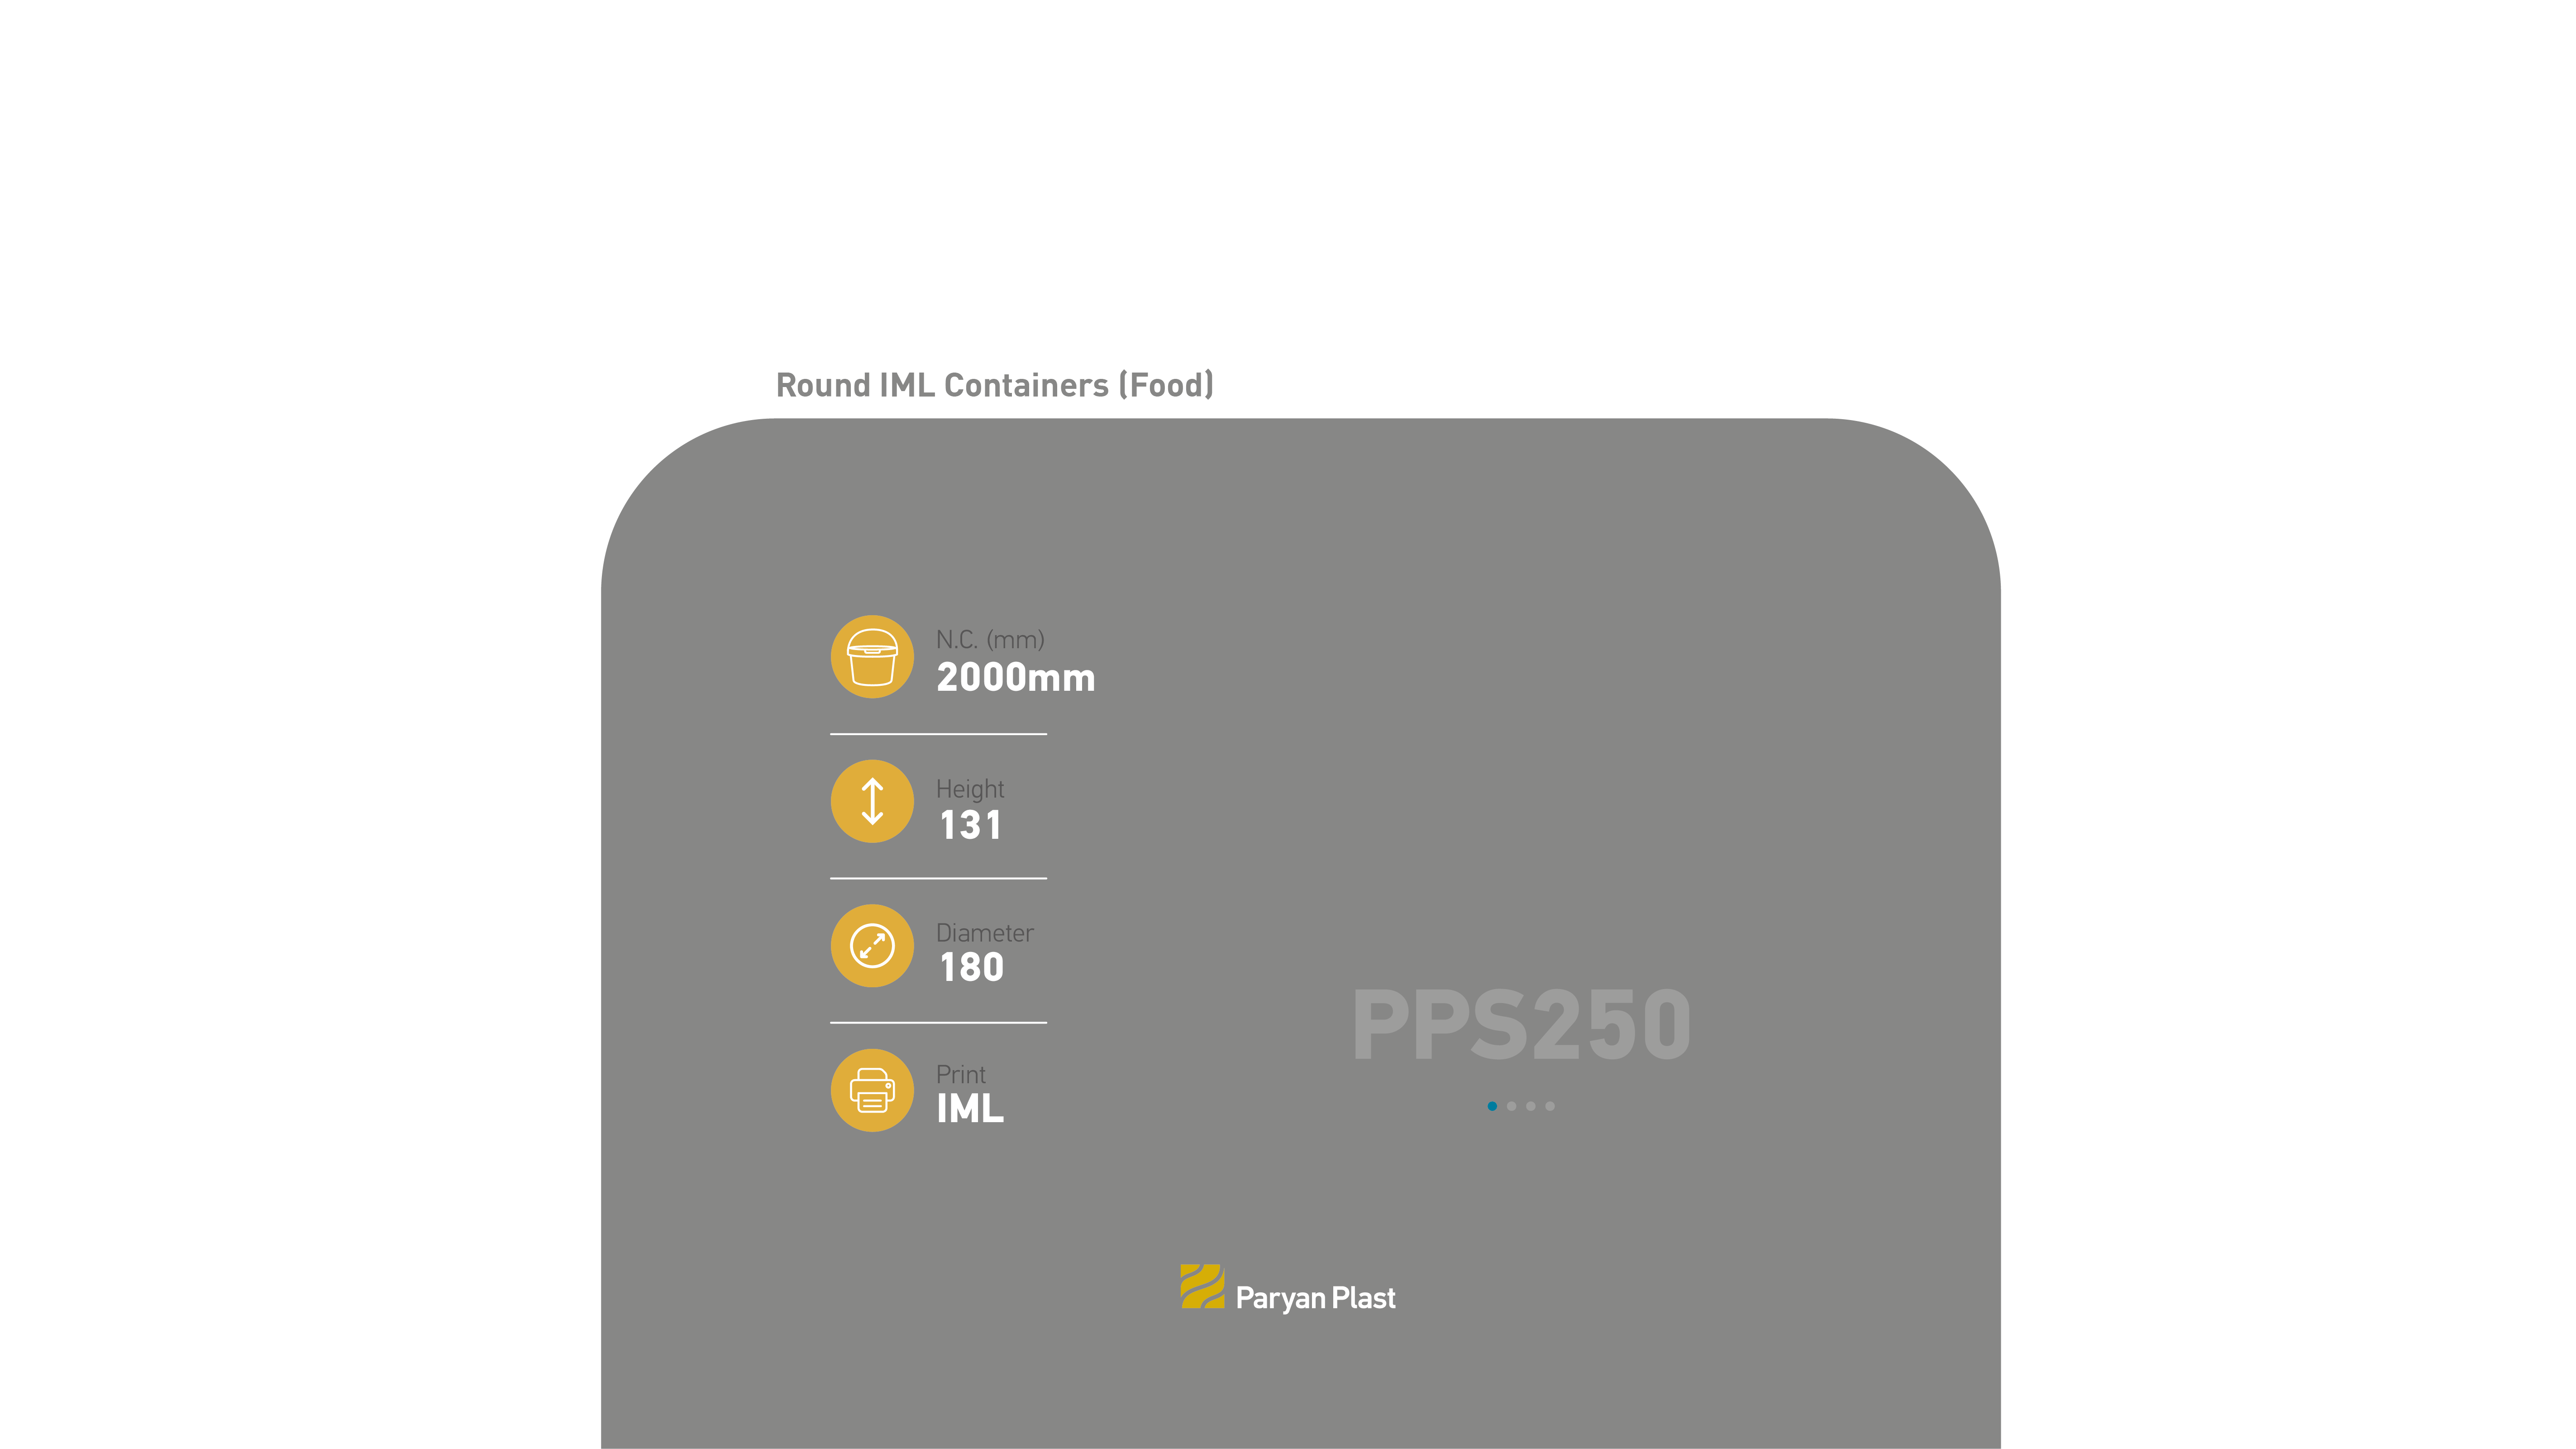 Round IML Containers (Food)
N.C. (mm)
2000mm
Height
131
Diameter
180
Print
IML
PPS250
Paryan Plast